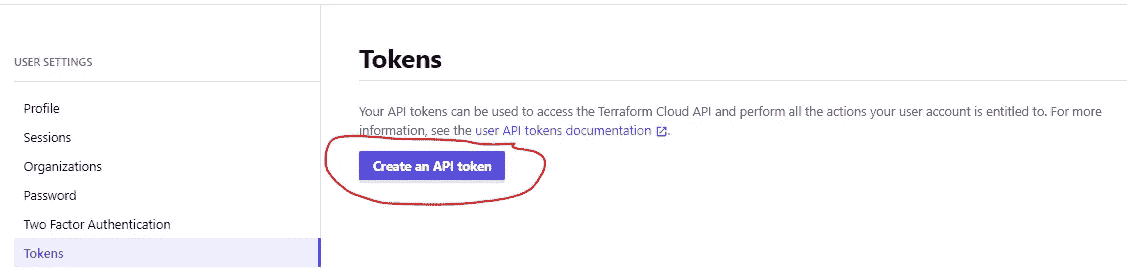 USER SETTINGS
Profile
Sessions
Organizations
Password
Two Factor Authentication
Tokens
Tokens
Your API tokens can be used to access the Terraform Cloud API and perform all the actions your user account is entitled to. For more
information, see the user API tokens documentation.
Create an API token